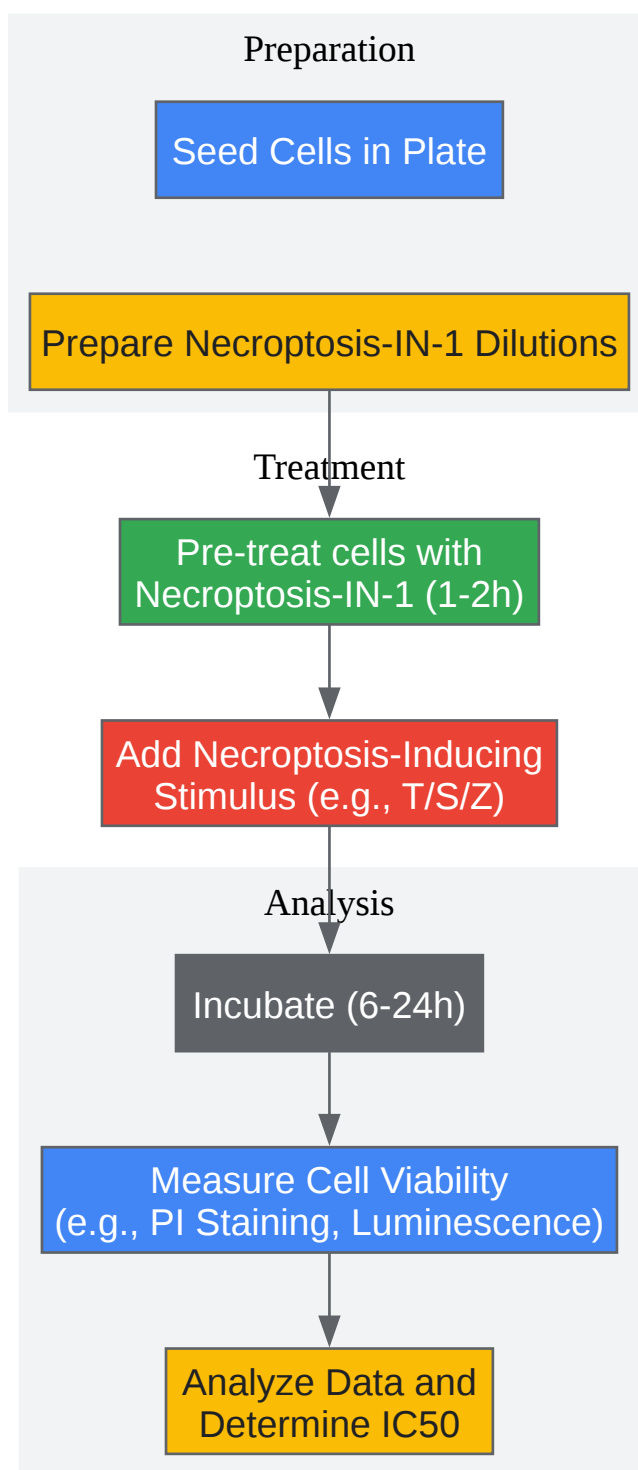 Preparation
Seed Cells in Plate
Prepare Necroptosis-IN-1 Dilutions
Treatment
Pre-treat cells with
Necroptosis-IN-1 (1-2h)
Add Necroptosis-Inducing
Stimulus (e.g., T/S/Z)
Analysis
Incubate (6-24h)
Measure Cell Viability
(e.g., PI Staining, Luminescence)
Analyze Data and
Determine IC50